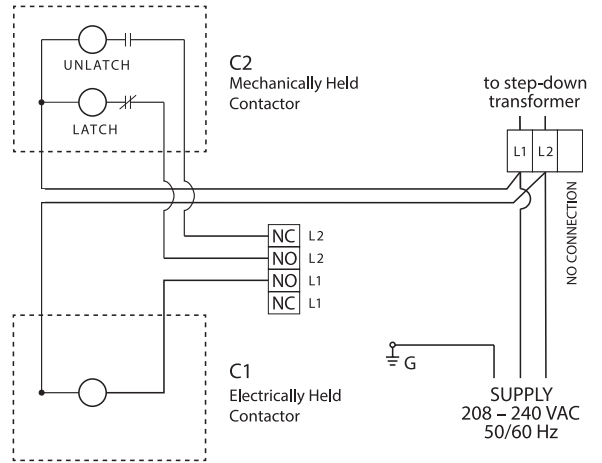 UNLATCH
LATCH
C2
Mechanically Held
Contactor
to step-down
transformer
L1 L2
NO CONNECTION
NC L2
NO L2
NO L1
NC L1
C1
Electrically Held
Contactor
G
SUPPLY
208 – 240 VAC
50/60 Hz